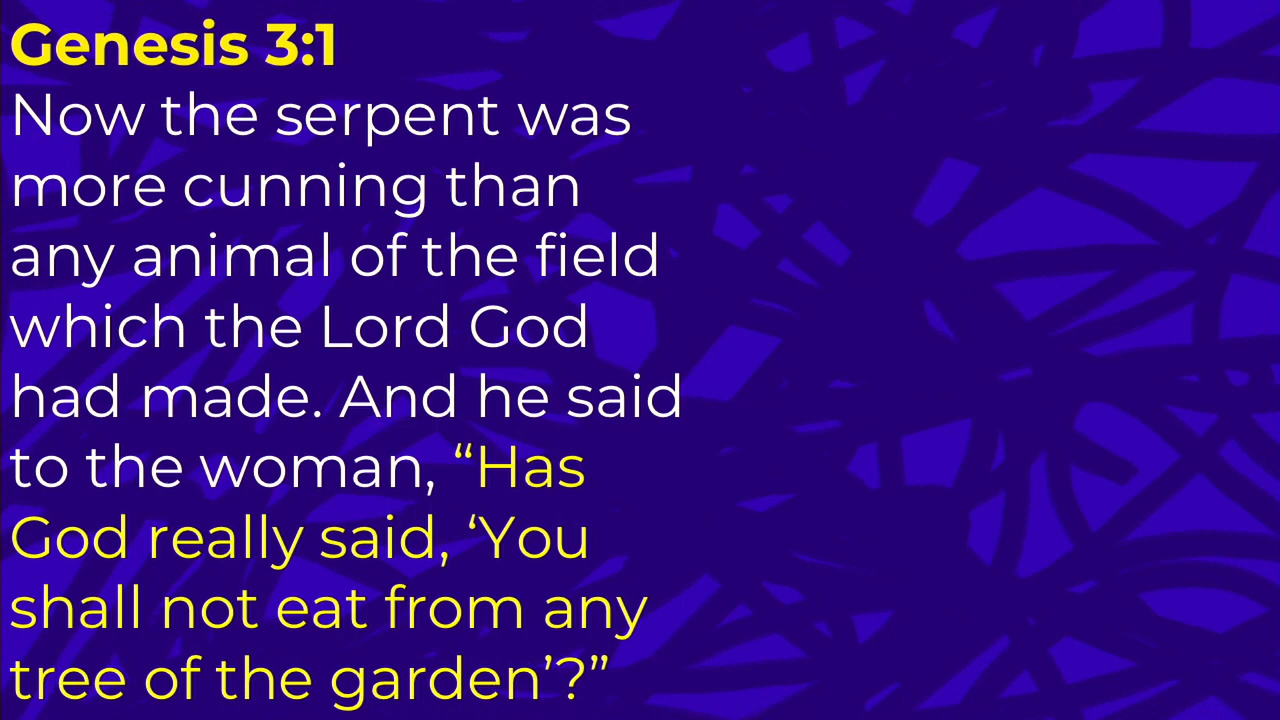 Genesis 3:1
Now the serpent was
more cunning than
any animal of the field
which the Lord God
had made. And he said
to the woman, “Has
God really said, ‘You
shall not eat from any
tree of the garden’?”